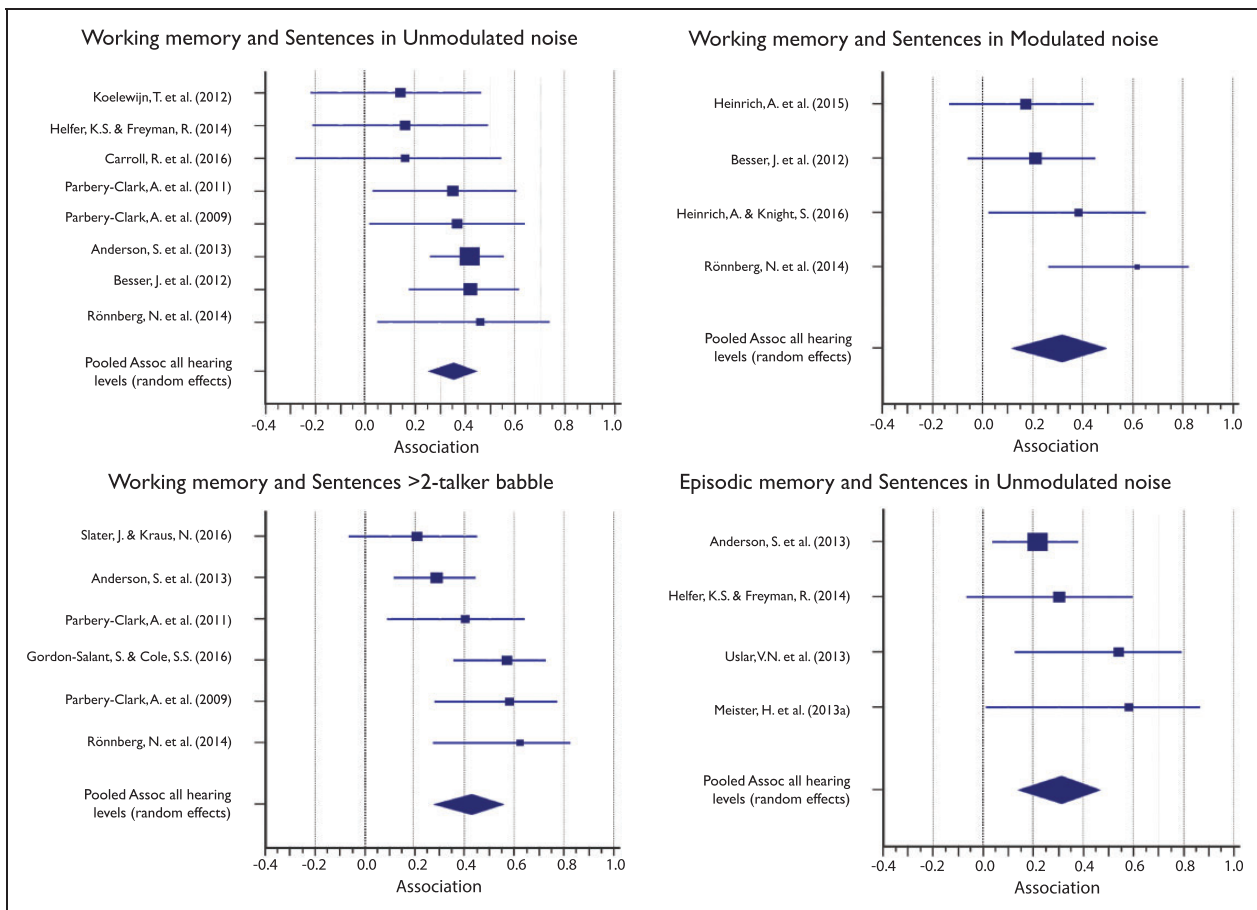 Working memory and Sentences in Unmodulated noise
Koelewijn, T. et al. (2012)
Helfer, K.S. & Freyman, R. (2014)
Carroll, R. et al. (2016)
Parbery-Clark, A. et al. (2011)
Parbery-Clark, A. et al. (2009)
Anderson, S. et al. (2013)
Besser, J. et al. (2012)
Rönnberg, N. et al. (2014)
Pooled Assoc all hearing
levels (random effects)
-0.4 -0.2 0.0 0.2 0.4 0.6 0.8 1.0
Association
Working memory and Sentences in Modulated noise
Heinrich, A. et al. (2015)
Besser, J. et al. (2012)
Heinrich, A. & Knight, S. (2016)
Rönnberg, N. et al. (2014)
Pooled Assoc all hearing
levels (random effects)
-0.4 -0.2 0.0 0.2 0.4 0.6 0.8 1.0
Association
Working memory and Sentences >2-talker babble
Slater, J. & Kraus, N. (2016)
Anderson, S. et al. (2013)
Parbery-Clark, A. et al. (2011)
Gordon-Salant, S. & Cole, S.S. (2016)
Parbery-Clark, A. et al. (2009)
Rönnberg, N. et al. (2014)
Pooled Assoc all hearing
levels (random effects)
-0.4 -0.2 0.0 0.2 0.4 0.6 0.8 1.0
Association
Episodic memory and Sentences in Unmodulated noise
Anderson, S. et al. (2013)
Helfer, K.S. & Freyman, R. (2014)
Uslar, V.N. et al. (2013)
Meister, H. et al. (2013a)
Pooled Assoc all hearing
levels (random effects)
-0.4 -0.2 0.0 0.2 0.4 0.6 0.8 1.0
Association